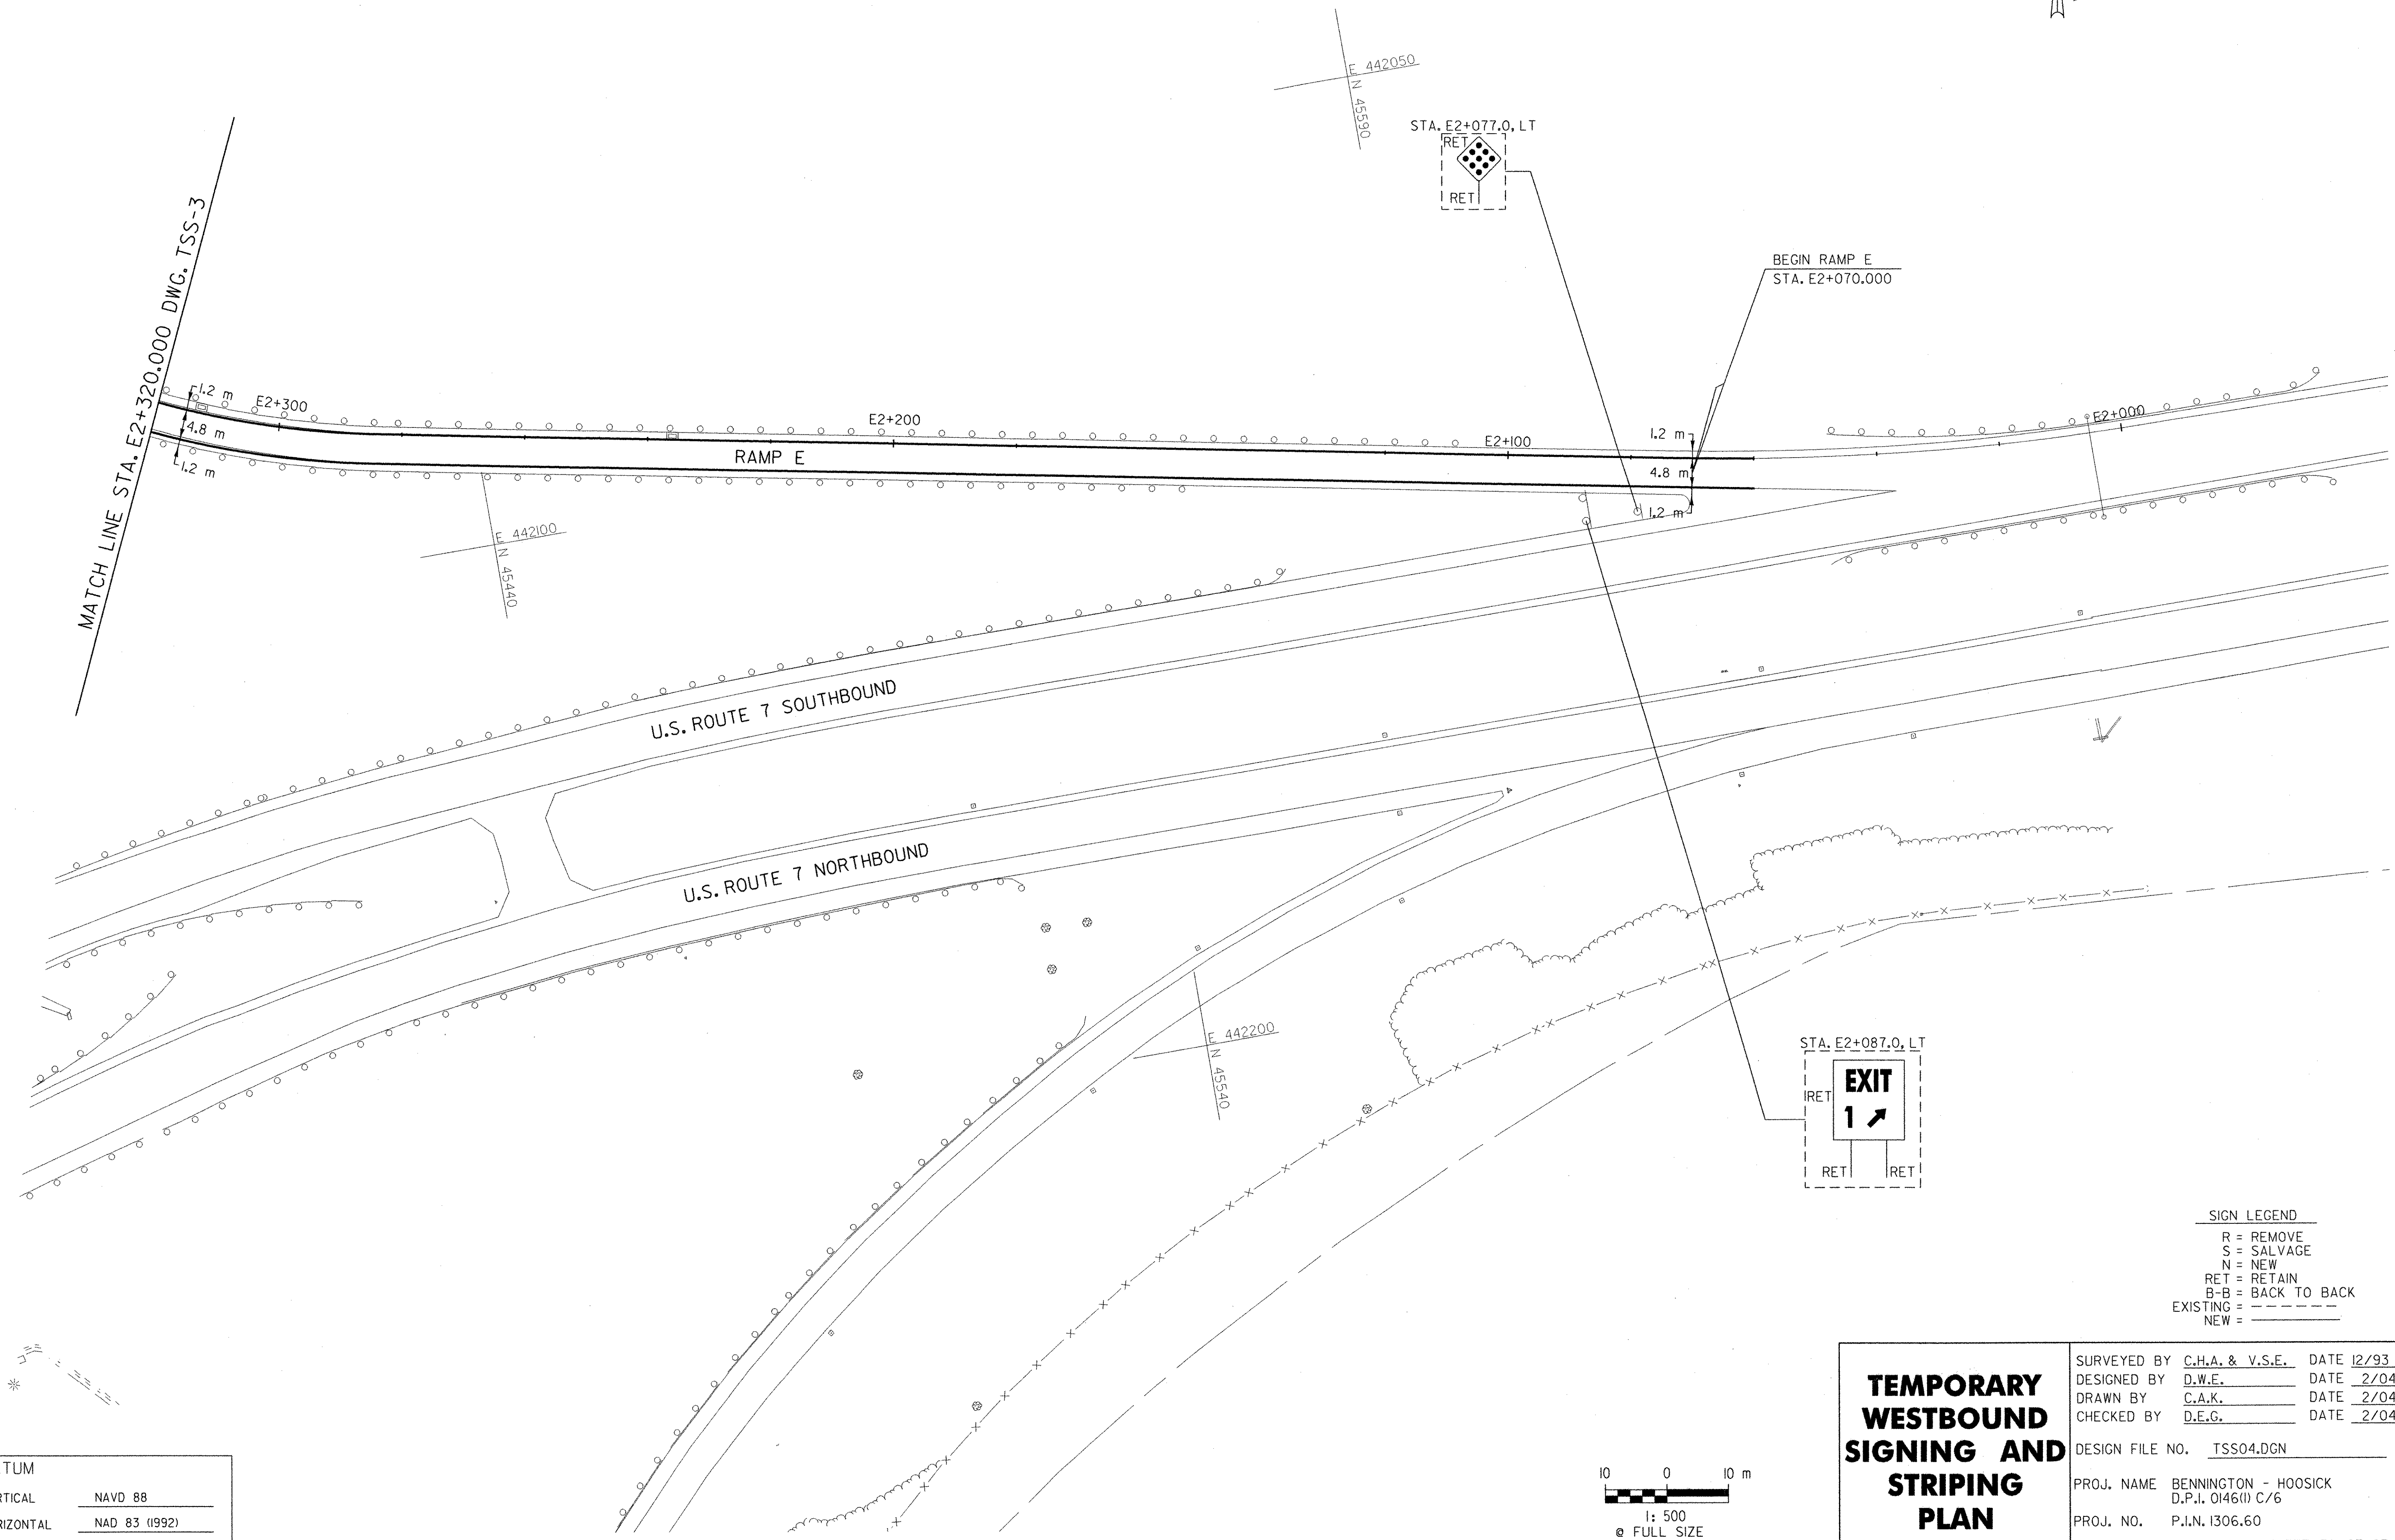 E 442050
N 45590
STA. E2+077.0, LT
RET
RET
BEGIN RAMP E
STA. E2+070.000
MATCH LINE STA. E2+320.000 DWG. TSS-3
1.2 m
4.8 m
1.2 m
E2+300
E2+200
E2+100
E2+000
RAMP E
1.2 m
4.8 m
1.2 m
E 442100
N 45440
U.S. ROUTE 7 SOUTHBOUND
U.S. ROUTE 7 NORTHBOUND
E 442200
N 45540
STA. E2+087.0, LT
RET
EXIT
1
RET
RET
SIGN LEGEND
R = REMOVE
S = SALVAGE
N = NEW
RET = RETAIN
B-B = BACK TO BACK
EXISTING =
NEW =
TUM
RTICAL NAVD 88
RIZONTAL NAD 83 (1992)
10 0 10 m
1: 500
@ FULL SIZE
TEMPORARY
WESTBOUND
SIGNING AND
STRIPING
PLAN
SURVEYED BY C.H.A. & V.S.E. DATE 12/93
DESIGNED BY D.W.E. DATE 2/04
DRAWN BY C.A.K. DATE 2/04
CHECKED BY D.E.G. DATE 2/04
DESIGN FILE NO. TSS04.DGN
PROJ. NAME BENNINGTON - HOOSICK
D.P.I. 0146(1) C/6
PROJ. NO. P.I.N. 1306.60